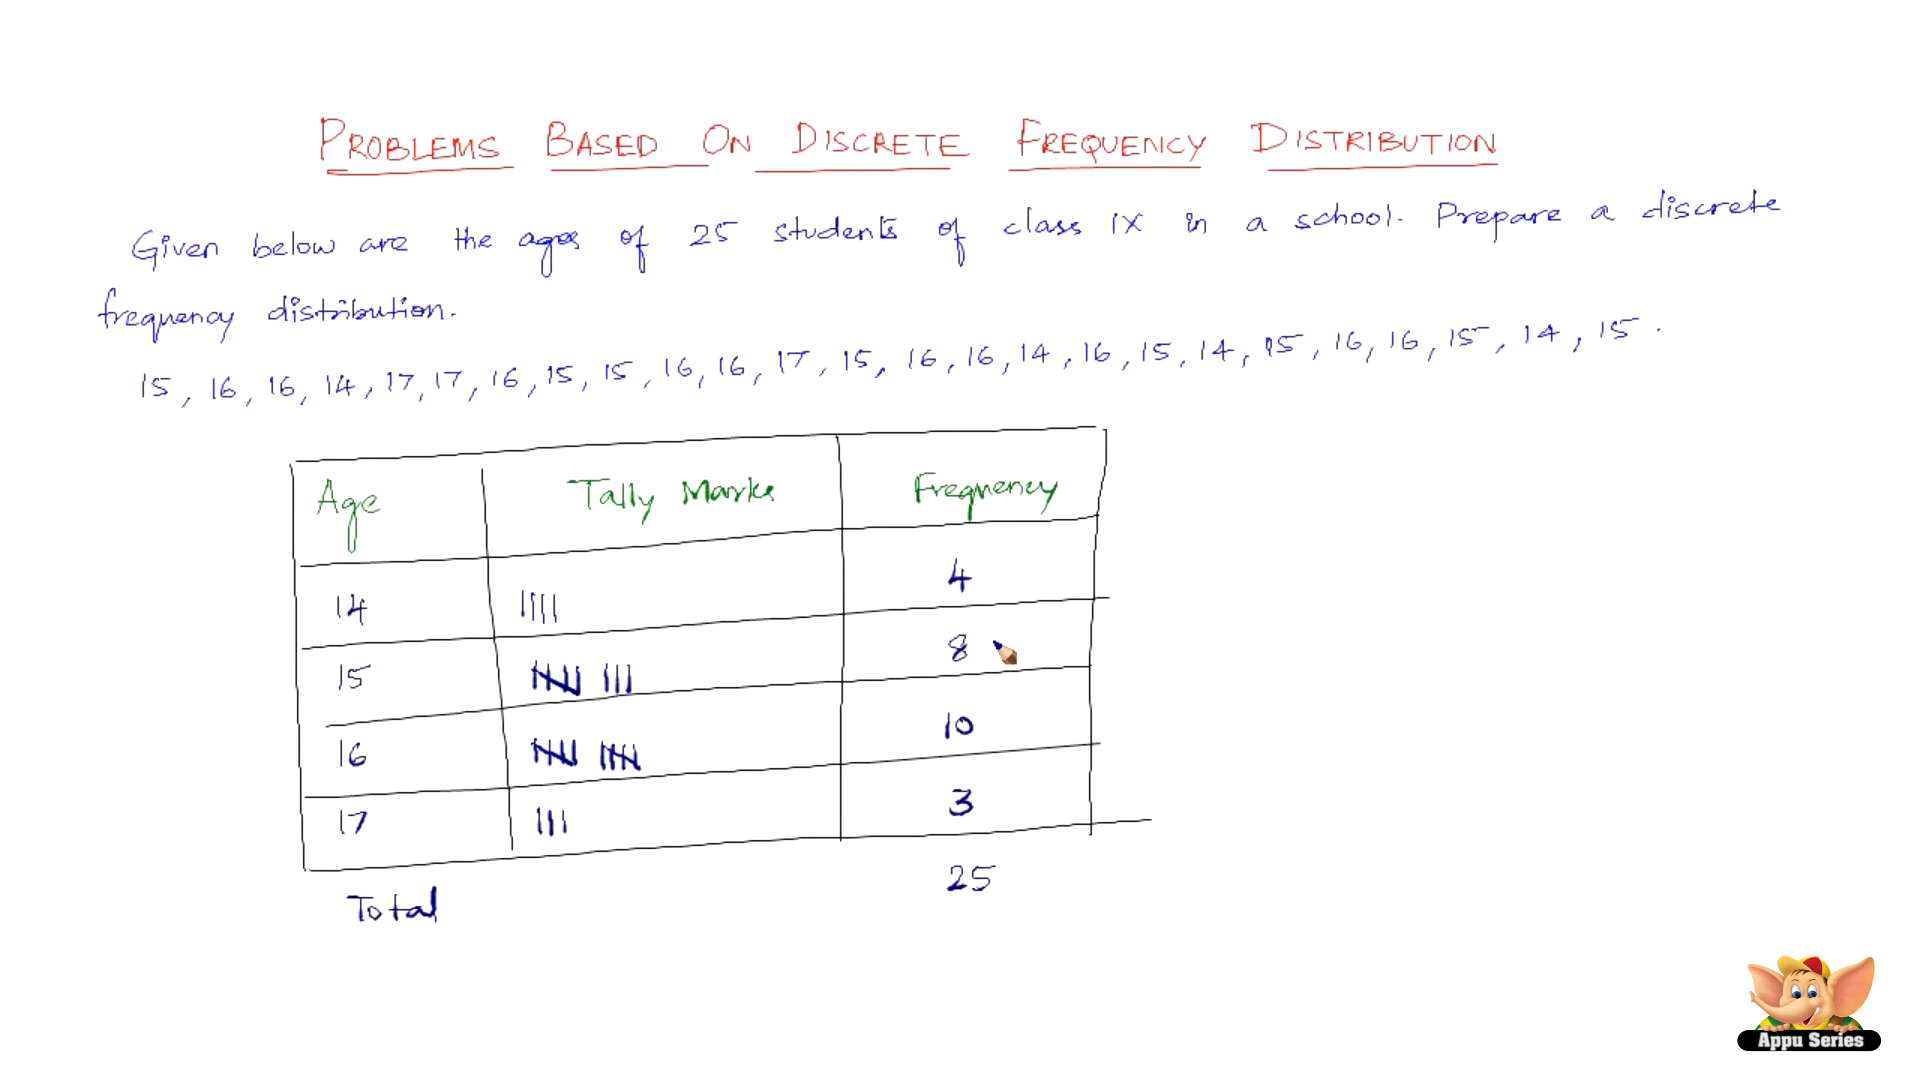 PROBLEMS BASED ON DISCRETE FREQUENCY DISTRIBUTION
Given below are the ages of 25 students of class IX in a school. Prepare a discrete
frequency distribution.
15, 16, 16, 14, 17, 17, 16, 15, 15, 16, 16, 17, 15, 16, 16, 14, 16, 15, 14, 15, 16, 16, 15, 14, 15.
Age Tally Marks Frequency
14 |||| 4
15 𝍸 ||| 8
16 𝍸 𝍸 10
17 ||| 3
Total 25
Appu Series